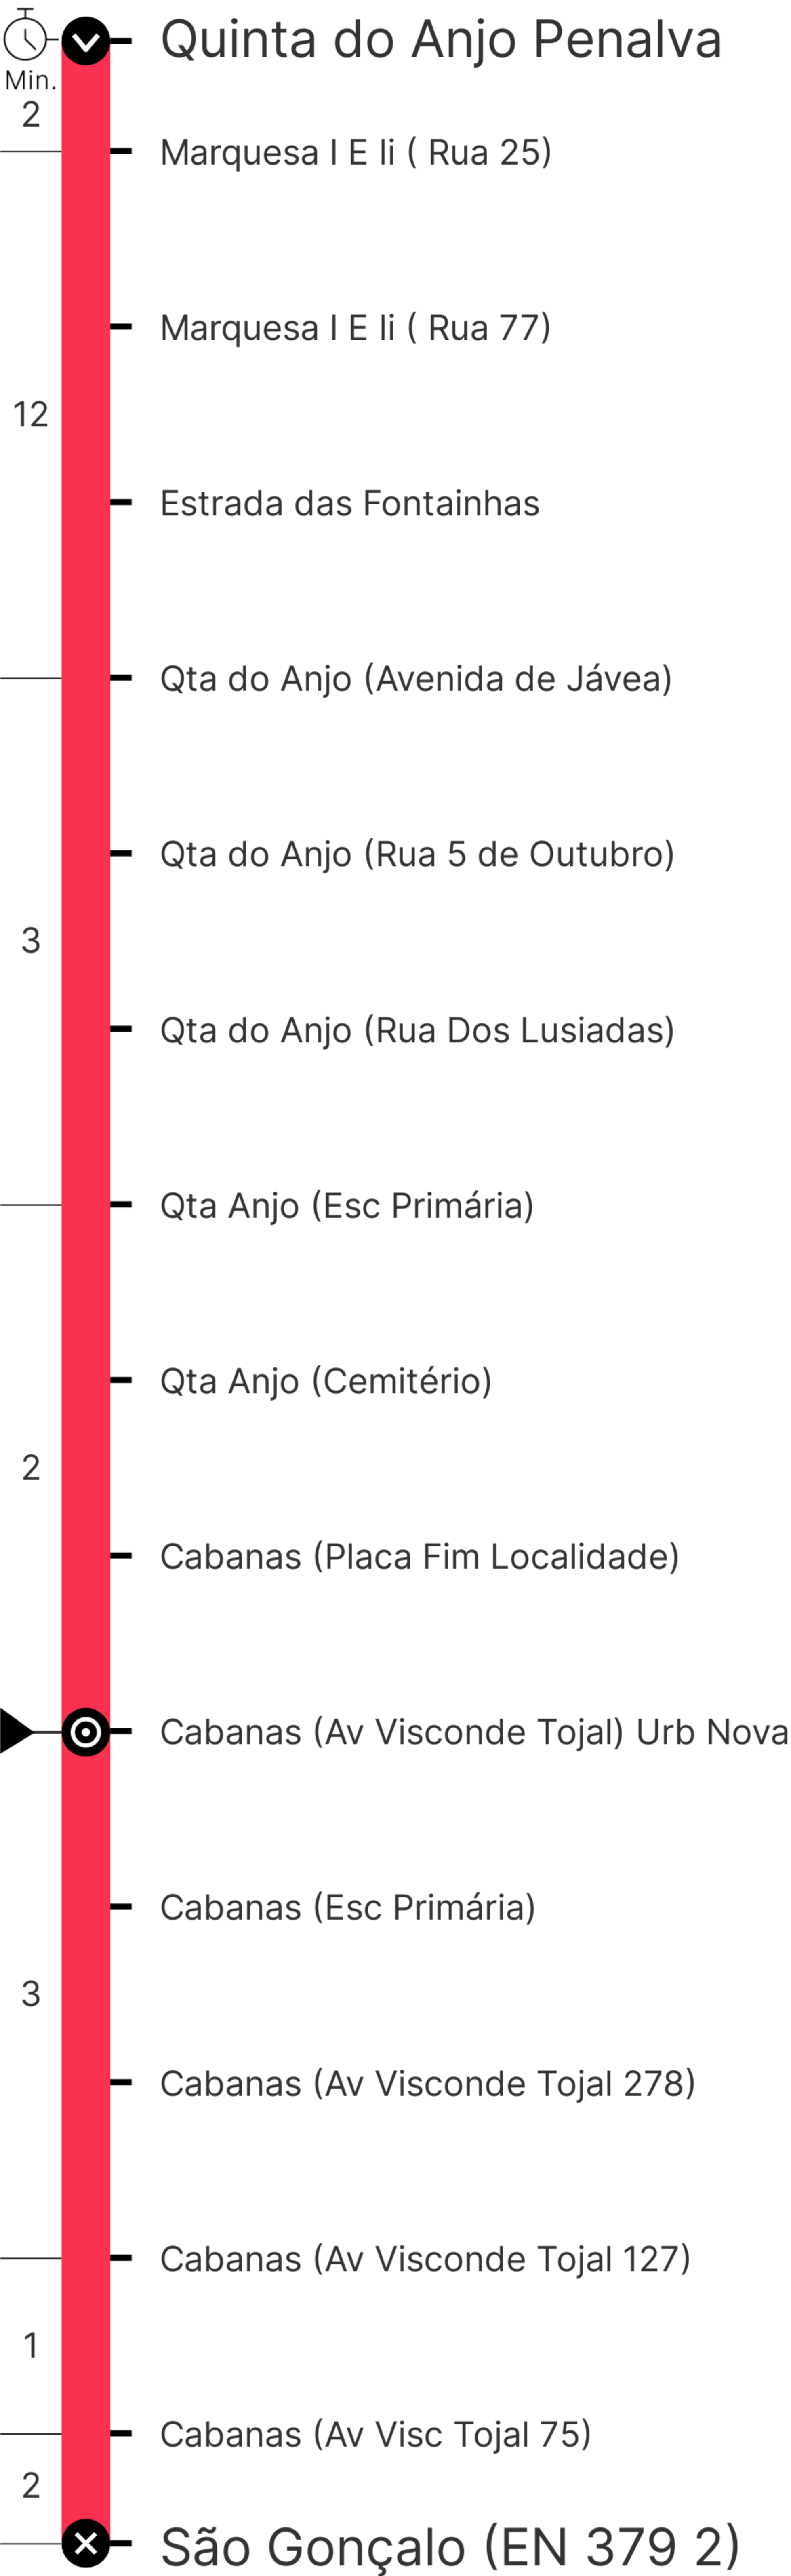 Quinta do Anjo Penalva
Min.
2
Marquesa I E Ii ( Rua 25)
Marquesa I E Ii ( Rua 77)
12
Estrada das Fontainhas
Qta do Anjo (Avenida de Jávea)
Qta do Anjo (Rua 5 de Outubro)
3
Qta do Anjo (Rua Dos Lusiadas)
Qta Anjo (Esc Primária)
Qta Anjo (Cemitério)
2
Cabanas (Placa Fim Localidade)
Cabanas (Av Visconde Tojal) Urb Nova
Cabanas (Esc Primária)
3
Cabanas (Av Visconde Tojal 278)
Cabanas (Av Visconde Tojal 127)
1
Cabanas (Av Visc Tojal 75)
2
São Gonçalo (EN 379 2)